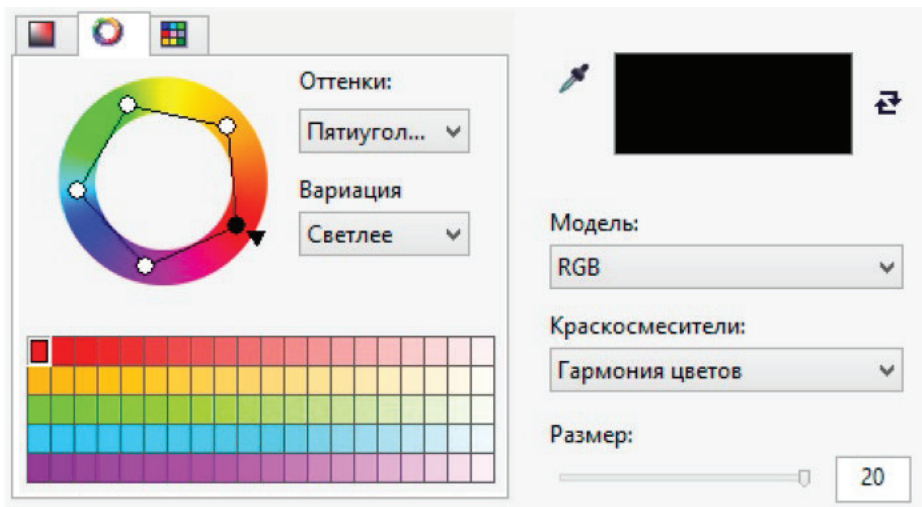 Оттенки:
Пятиугол...
Вариация
Светлее
Модель:
RGB
Краскосмесители:
Гармония цветов
Размер:
20